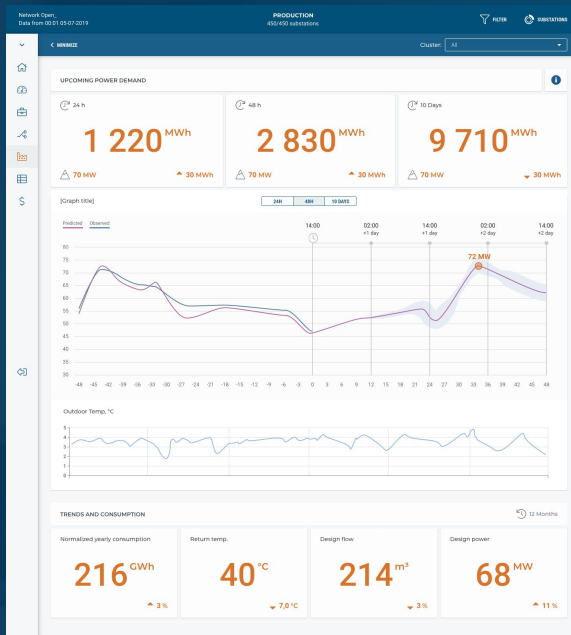 Network Open_
Data from 00:01 05-07-2019
PRODUCTION
450/450 substations
FILTER
SUBSTATIONS
< MINIMIZE
Cluster:
All
UPCOMING POWER DEMAND
24 h
1 220 MWh
70 MW
30 MWh
48 h
2 830 MWh
70 MW
30 MWh
10 Days
9 710 MWh
70 MW
30 MWh
[Graph title]
24H 48H 10 DAYS
Predicted Observed
14:00
02:00
+1 day
14:00
+1 day
02:00
+2 day
14:00
+2 day
72 MW
80
75
70
65
60
55
50
45
40
35
30
-48 -45 -42 -39 -36 -33 -30 -27 -24 -21 -18 -15 -12 -9 -6 -3 0 3 6 9 12 15 18 21 24 27 30 33 36 39 42 45 48
Outdoor Temp, °C
5
4
3
2
1
0
TRENDS AND CONSUMPTION
12 Months
Normalized yearly consumption
216 GWh
3 %
Return temp.
40 °C
7,0 °C
Design flow
214 m³
3 %
Design power
68 MW
11 %